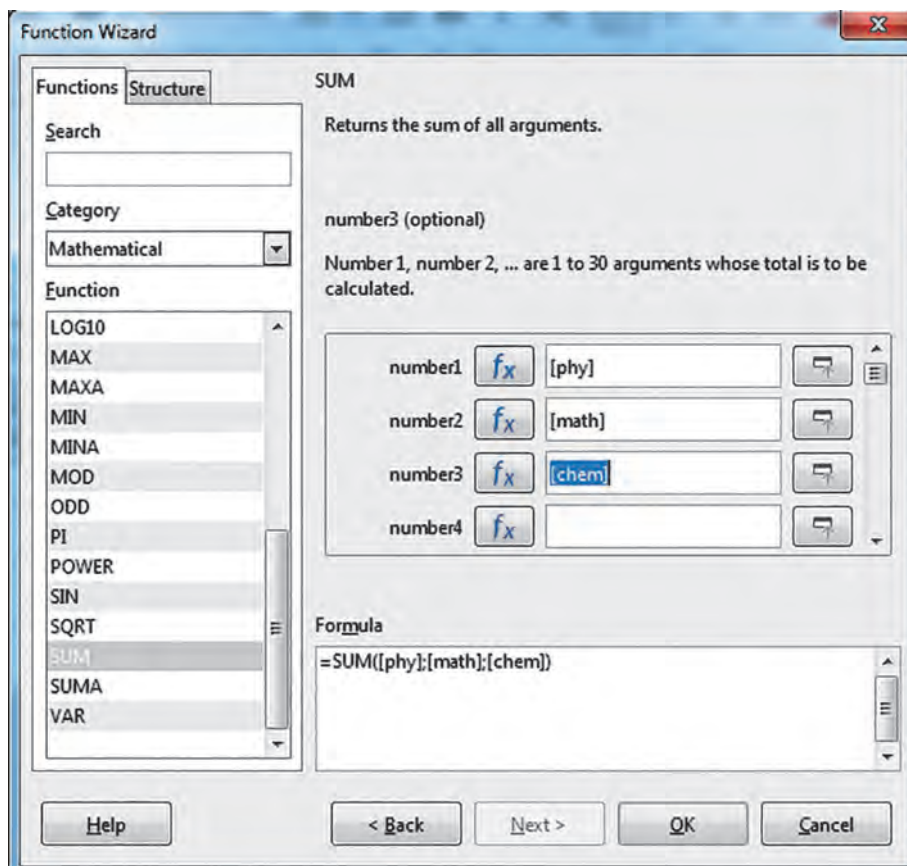 Function Wizard
Functions Structure
Search
Category
Mathematical
Function
LOG10
MAX
MAXA
MIN
MINA
MOD
ODD
PI
POWER
SIN
SQRT
SUM
SUMA
VAR
SUM
Returns the sum of all arguments.
number3 (optional)
Number 1, number 2, ... are 1 to 30 arguments whose total is to be
calculated.
number1 fx [phy]
number2 fx [math]
number3 fx [chem]
number4 fx
Formula
=SUM([phy];[math];[chem])
Help < Back Next > OK Cancel